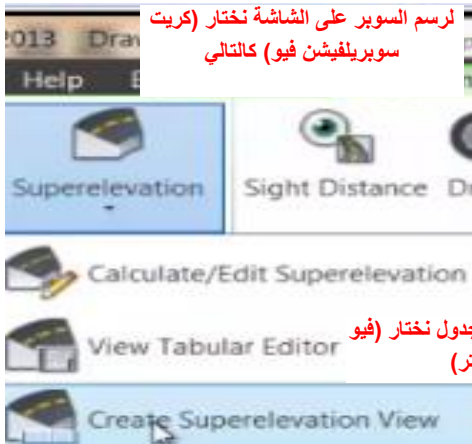 لرسم السوبر على الشاشة نختار (كريت
سوبريلفيشن فيو) كالتالي
2013 Dra
Help
Superelevation
Sight Distance
Calculate/Edit Superelevation
جدول نختار (فيو
View Tabular Editor
Create Superelevation View